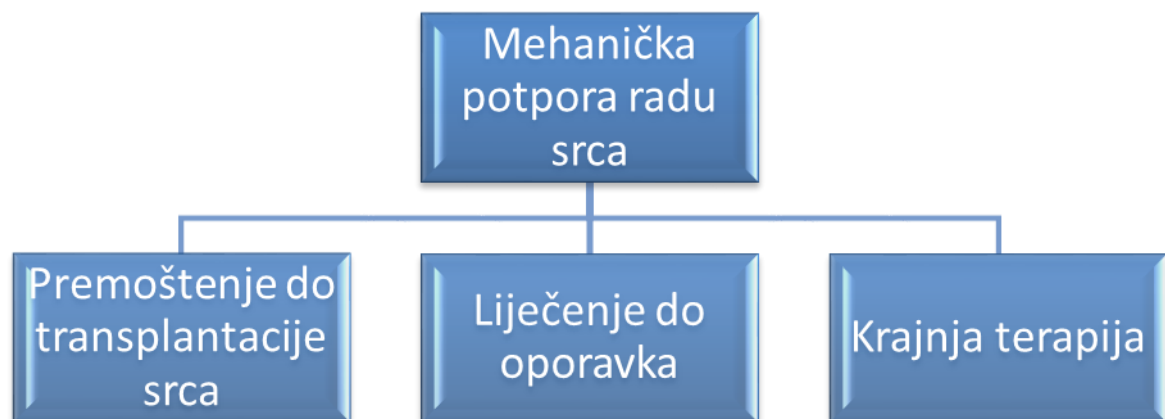 Mehanička
potpora radu
srca
Premoštenje do
transplantacije
srca
Liječenje do
oporavka
Krajnja terapija